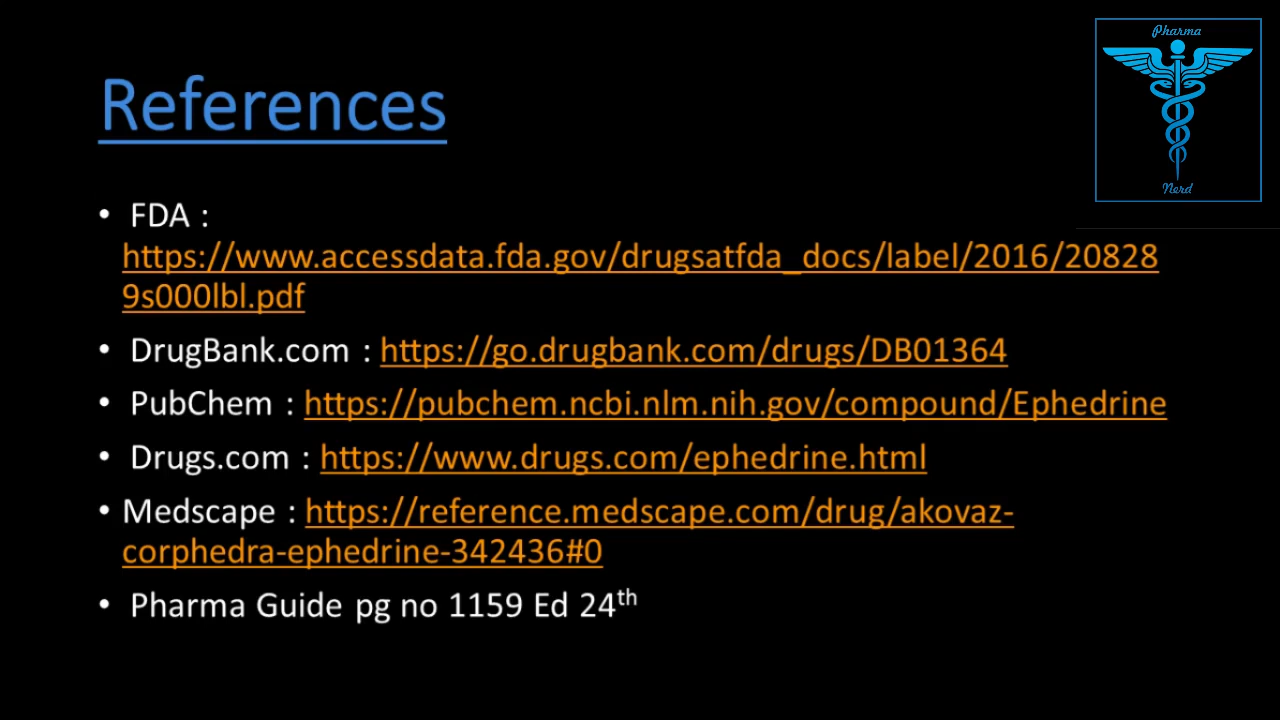 Pharma
Nerd
References
• FDA :
https://www.accessdata.fda.gov/drugsatfda_docs/label/2016/20828
9s000lbl.pdf
• DrugBank.com : https://go.drugbank.com/drugs/DB01364
• PubChem : https://pubchem.ncbi.nlm.nih.gov/compound/Ephedrine
• Drugs.com : https://www.drugs.com/ephedrine.html
• Medscape : https://reference.medscape.com/drug/akovaz-
corphedra-ephedrine-342436#0
• Pharma Guide pg no 1159 Ed 24th